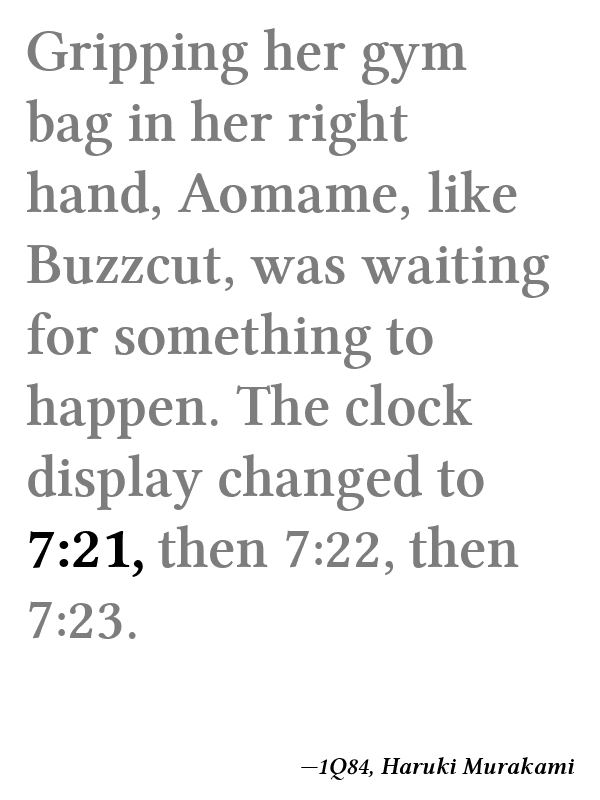 Gripping her gym
bag in her right
hand, Aomame, like
Buzzcut, was waiting
for something to
happen. The clock
display changed to
7:21, then 7:22, then
7:23.
—1Q84, Haruki Murakami